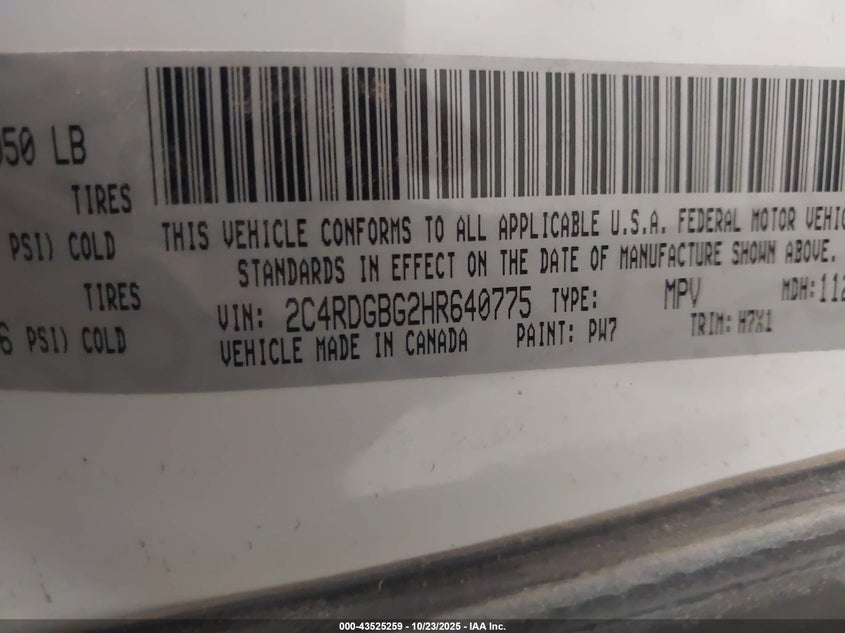 050 LB
TIRES
PSI) COLD
TIRES
6 PSI) COLD
THIS VEHICLE CONFORMS TO ALL APPLICABLE U.S.A. FEDERAL MOTOR VEHIC
STANDARDS IN EFFECT ON THE DATE OF MANUFACTURE SHOWN ABOVE.
VIN: 2C4RDGBG2HR640775 TYPE: MPV MDH: 112
VEHICLE MADE IN CANADA PAINT: PW7 TRIM: H7X1
000-43525259 - 10/23/2025 - IAA Inc.